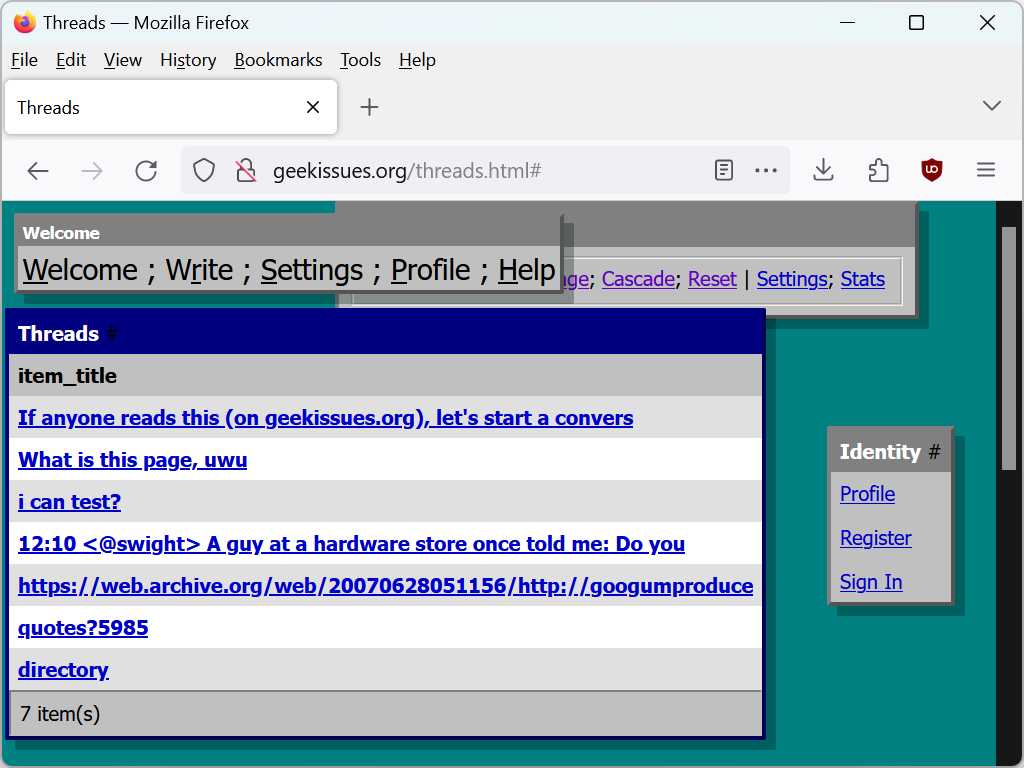 Threads — Mozilla Firefox
File Edit View History Bookmarks Tools Help
Threads
geekissues.org/threads.html#
Welcome
Welcome ; Write ; Settings ; Profile ; Help
; Cascade; Reset | Settings; Stats
Threads #
item_title
If anyone reads this (on geekissues.org), let's start a convers
What is this page, uwu
i can test?
12:10 <@swight> A guy at a hardware store once told me: Do you
https://web.archive.org/web/20070628051156/http://googumproduce
quotes?5985
directory
7 item(s)
Identity #
Profile
Register
Sign In